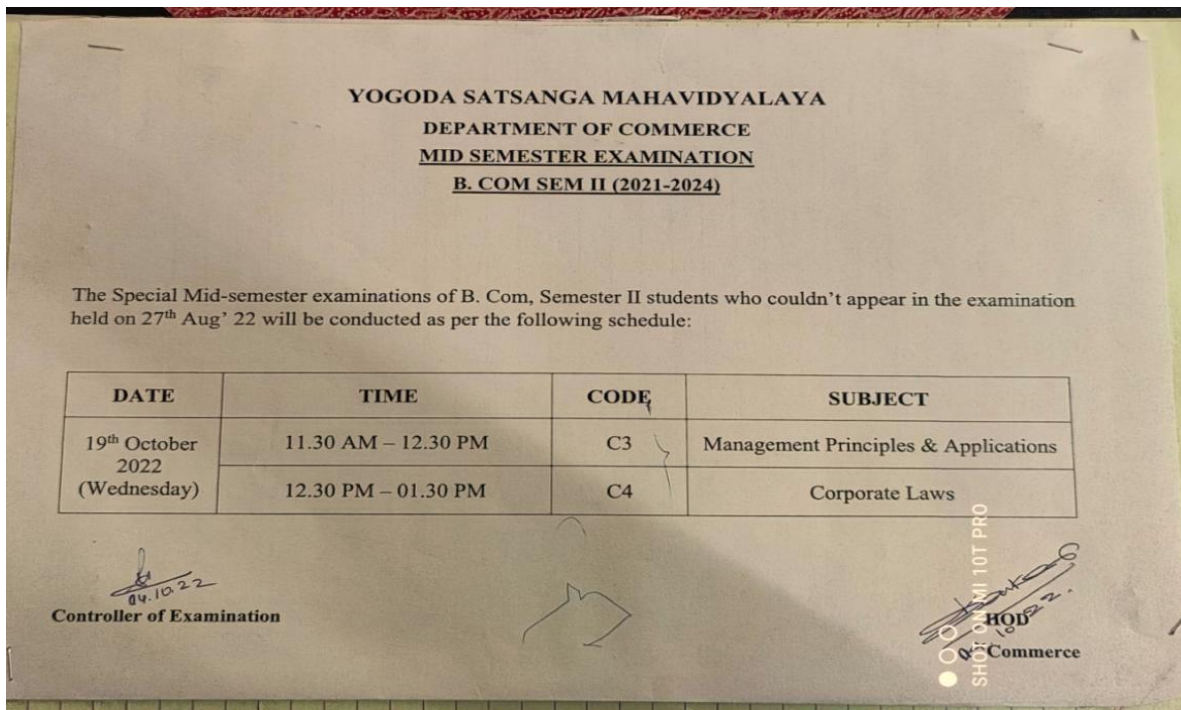 YOGODA SATSANGA MAHAVIDYALAYA
DEPARTMENT OF COMMERCE
MID SEMESTER EXAMINATION
B. COM SEM II (2021-2024)
The Special Mid-semester examinations of B. Com, Semester II students who couldn't appear in the examination
held on 27th Aug' 22 will be conducted as per the following schedule:
DATE TIME CODE SUBJECT
19th October 2022 (Wednesday) 11.30 AM – 12.30 PM C3 Management Principles & Applications
12.30 PM – 01.30 PM C4 Corporate Laws
04.10.22
Controller of Examination
HOD
Commerce
SHOT ON MI 10T PRO